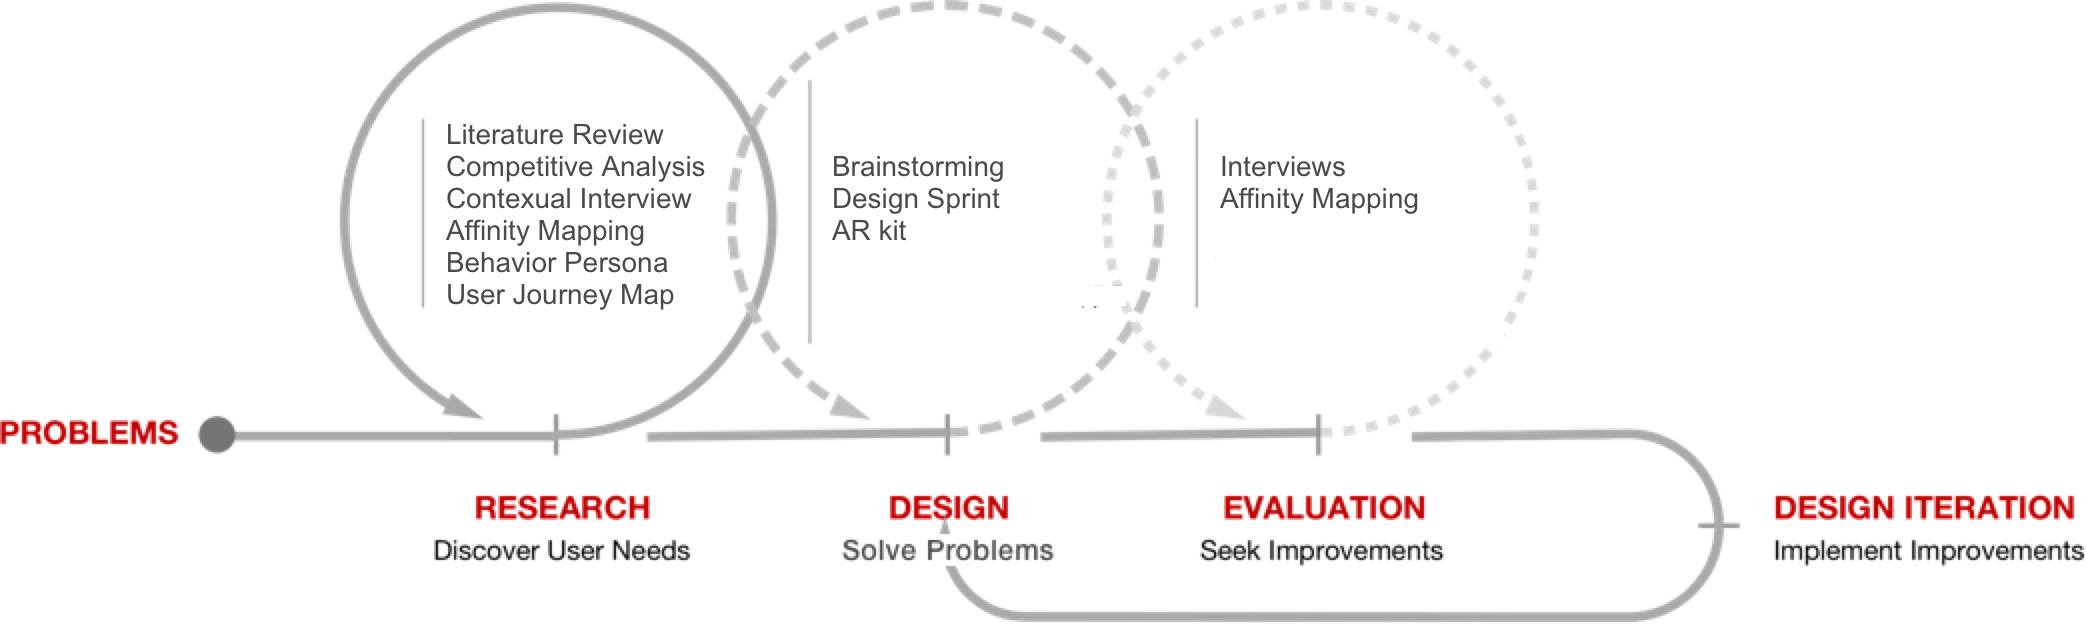 Literature Review
Competitive Analysis
Contexual Interview
Affinity Mapping
Behavior Persona
User Journey Map
Brainstorming
Design Sprint
AR kit
Interviews
Affinity Mapping
PROBLEMS
RESEARCH
Discover User Needs
DESIGN
Solve Problems
EVALUATION
Seek Improvements
DESIGN ITERATION
Implement Improvements